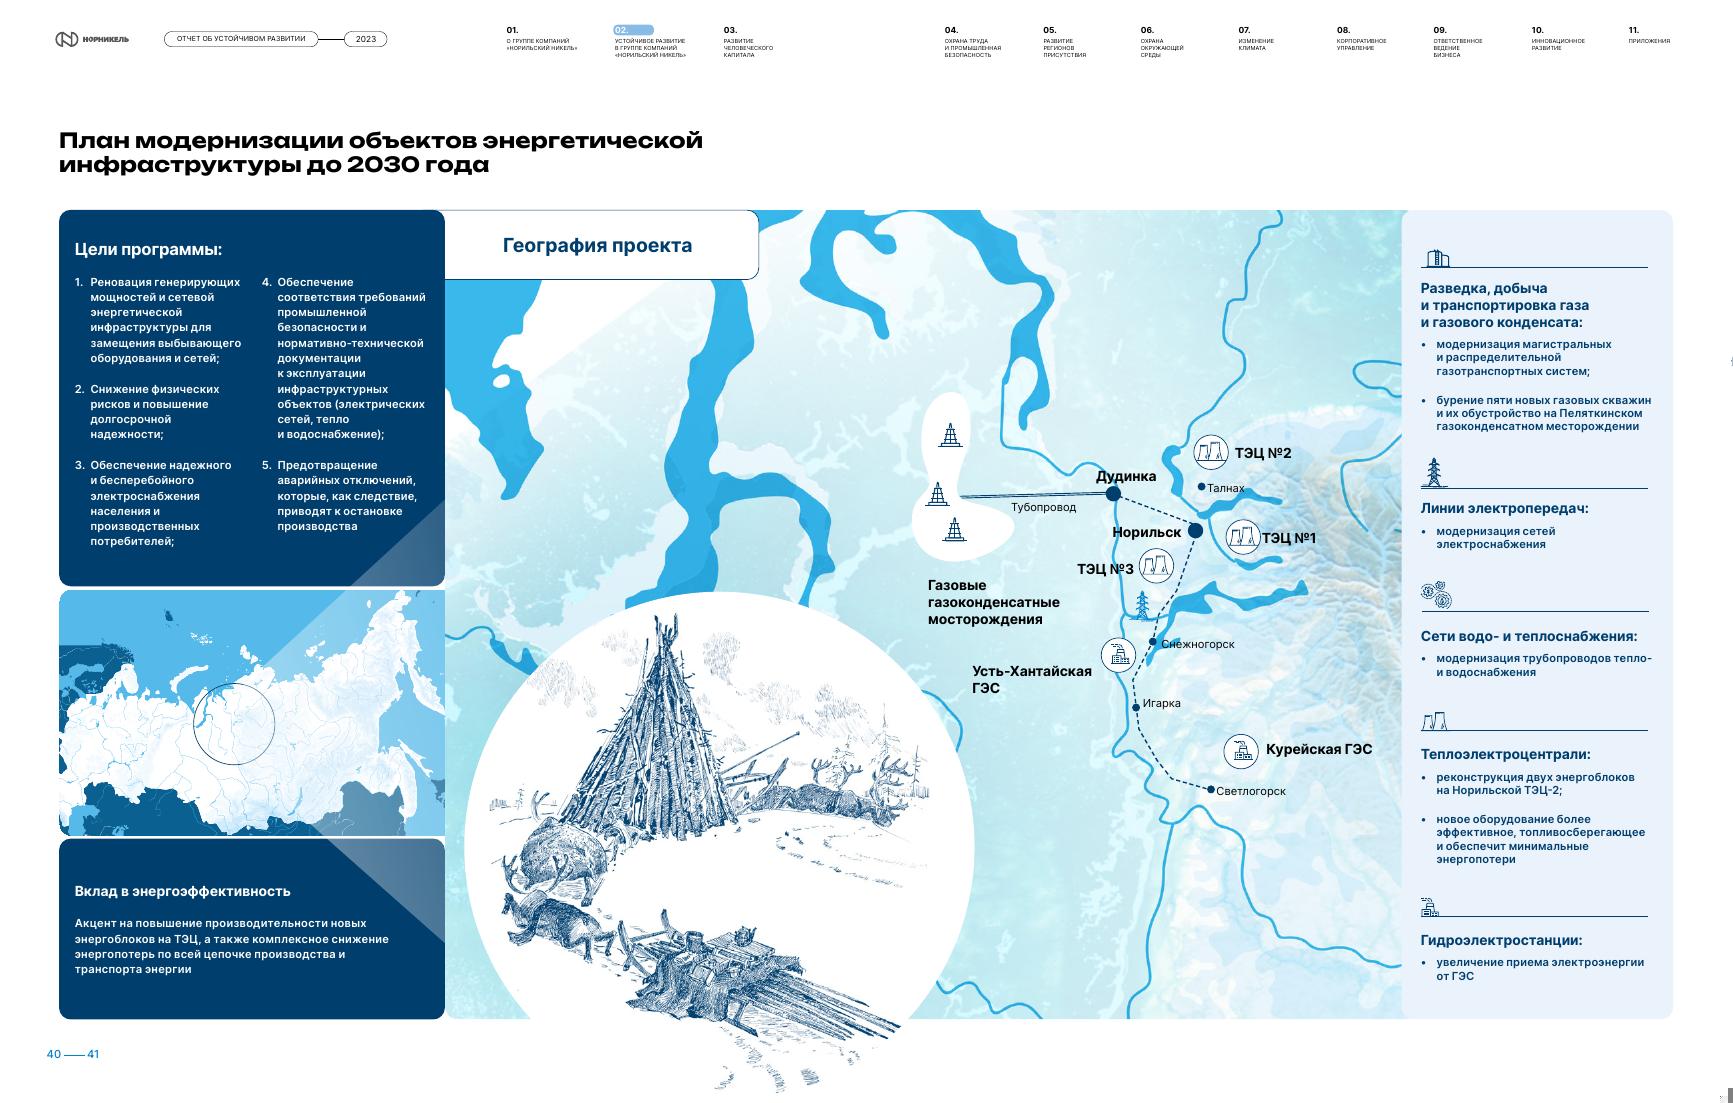 НОРНИКЕЛЬ
ОТЧЕТ ОБ УСТОЙЧИВОМ РАЗВИТИИ
2023
01.
О ГРУППЕ КОМПАНИЙ
«НОРИЛЬСКИЙ НИКЕЛЬ»
02.
УСТОЙЧИВОЕ РАЗВИТИЕ
В ГРУППЕ КОМПАНИЙ
«НОРИЛЬСКИЙ НИКЕЛЬ»
03.
РАЗВИТИЕ
ЧЕЛОВЕЧЕСКОГО
КАПИТАЛА
04.
ОХРАНА ТРУДА
И ПРОМЫШЛЕННАЯ
БЕЗОПАСНОСТЬ
05.
РАЗВИТИЕ
РЕГИОНОВ
ПРИСУТСТВИЯ
06.
ОХРАНА
ОКРУЖАЮЩЕЙ
СРЕДЫ
07.
ИЗМЕНЕНИЕ
КЛИМАТА
08.
КОРПОРАТИВНОЕ
УПРАВЛЕНИЕ
09.
ОТВЕТСТВЕННОЕ
ВЕДЕНИЕ
БИЗНЕСА
10.
ИННОВАЦИОННОЕ
РАЗВИТИЕ
11.
ПРИЛОЖЕНИЯ
План модернизации объектов энергетической
инфраструктуры до 2030 года
Цели программы:
1. Реновация генерирующих
мощностей и сетевой
энергетической
инфраструктуры для
замещения выбывающего
оборудования и сетей;
2. Снижение физических
рисков и повышение
долгосрочной
надежности;
3. Обеспечение надежного
и бесперебойного
электроснабжения
населения и
производственных
потребителей;
4. Обеспечение
соответствия требований
промышленной
безопасности и
нормативно-технической
документации
к эксплуатации
инфраструктурных
объектов (электрических
сетей, тепло
и водоснабжение);
5. Предотвращение
аварийных отключений,
которые, как следствие,
приводят к остановке
производства
Вклад в энергоэффективность
Акцент на повышение производительности новых
энергоблоков на ТЭЦ, а также комплексное снижение
энергопотерь по всей цепочке производства и
транспорта энергии
География проекта
ТЭЦ №2
Дудинка
Талнах
Тубопровод
Норильск
ТЭЦ №1
ТЭЦ №3
Газовые
газоконденсатные
мосторождения
Снежногорск
Усть-Хантайская
ГЭС
Игарка
Курейская ГЭС
Светлогорск
Разведка, добыча
и транспортировка газа
и газового конденсата:
• модернизация магистральных
и распределительной
газотранспортных систем;
• бурение пяти новых газовых скважин
и их обустройство на Пеляткинском
газоконденсатном месторождении
Линии электропередач:
• модернизация сетей
электроснабжения
Сети водо- и теплоснабжения:
• модернизация трубопроводов тепло-
и водоснабжения
Теплоэлектроцентрали:
• реконструкция двух энергоблоков
на Норильской ТЭЦ-2;
• новое оборудование более
эффективное, топливосберегающее
и обеспечит минимальные
энергопотери
Гидроэлектростанции:
• увеличение приема электроэнергии
от ГЭС
40 — 41